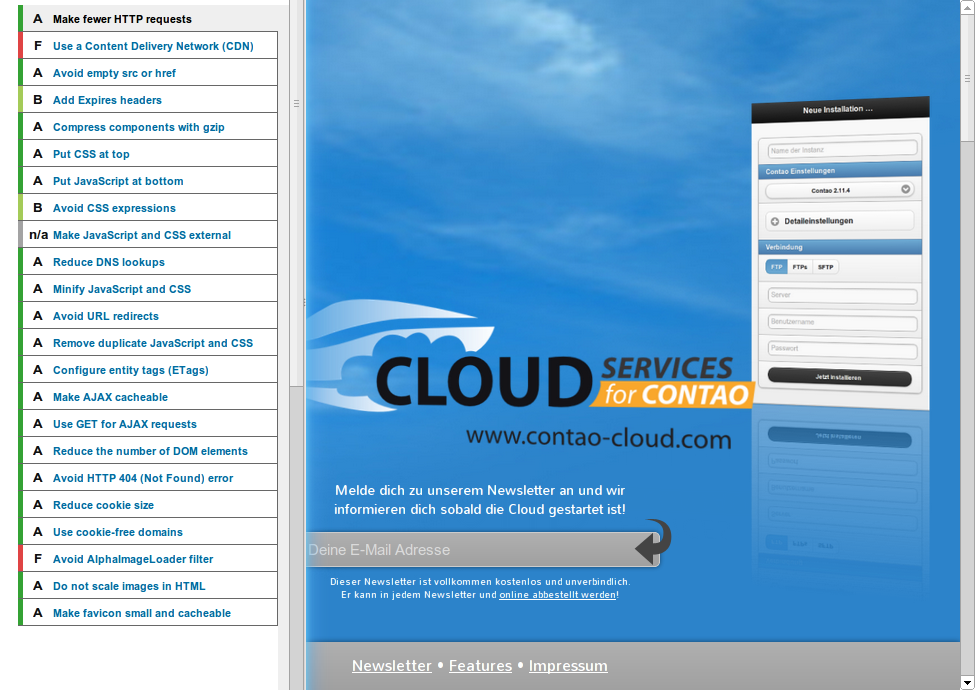 A Make fewer HTTP requests
F Use a Content Delivery Network (CDN)
A Avoid empty src or href
B Add Expires headers
A Compress components with gzip
A Put CSS at top
A Put JavaScript at bottom
B Avoid CSS expressions
n/a Make JavaScript and CSS external
A Reduce DNS lookups
A Minify JavaScript and CSS
A Avoid URL redirects
A Remove duplicate JavaScript and CSS
A Configure entity tags (ETags)
A Make AJAX cacheable
A Use GET for AJAX requests
A Reduce the number of DOM elements
A Avoid HTTP 404 (Not Found) error
A Reduce cookie size
A Use cookie-free domains
F Avoid AlphaImageLoader filter
A Do not scale images in HTML
A Make favicon small and cacheable
Neue Installation ...
Name der Instanz
Contao Einstellungen
Contao 2.11.4
Detaileinstellungen
Verbindung
FTP FTPs SFTP
Server
Benutzername
Passwort
Jetzt installieren
CLOUD SERVICES
for CONTAO
www.contao-cloud.com
Melde dich zu unserem Newsletter an und wir
informieren dich sobald die Cloud gestartet ist!
Deine E-Mail Adresse
Dieser Newsletter ist vollkommen kostenlos und unverbindlich.
Er kann in jedem Newsletter und online abbestellt werden!
Newsletter • Features • Impressum